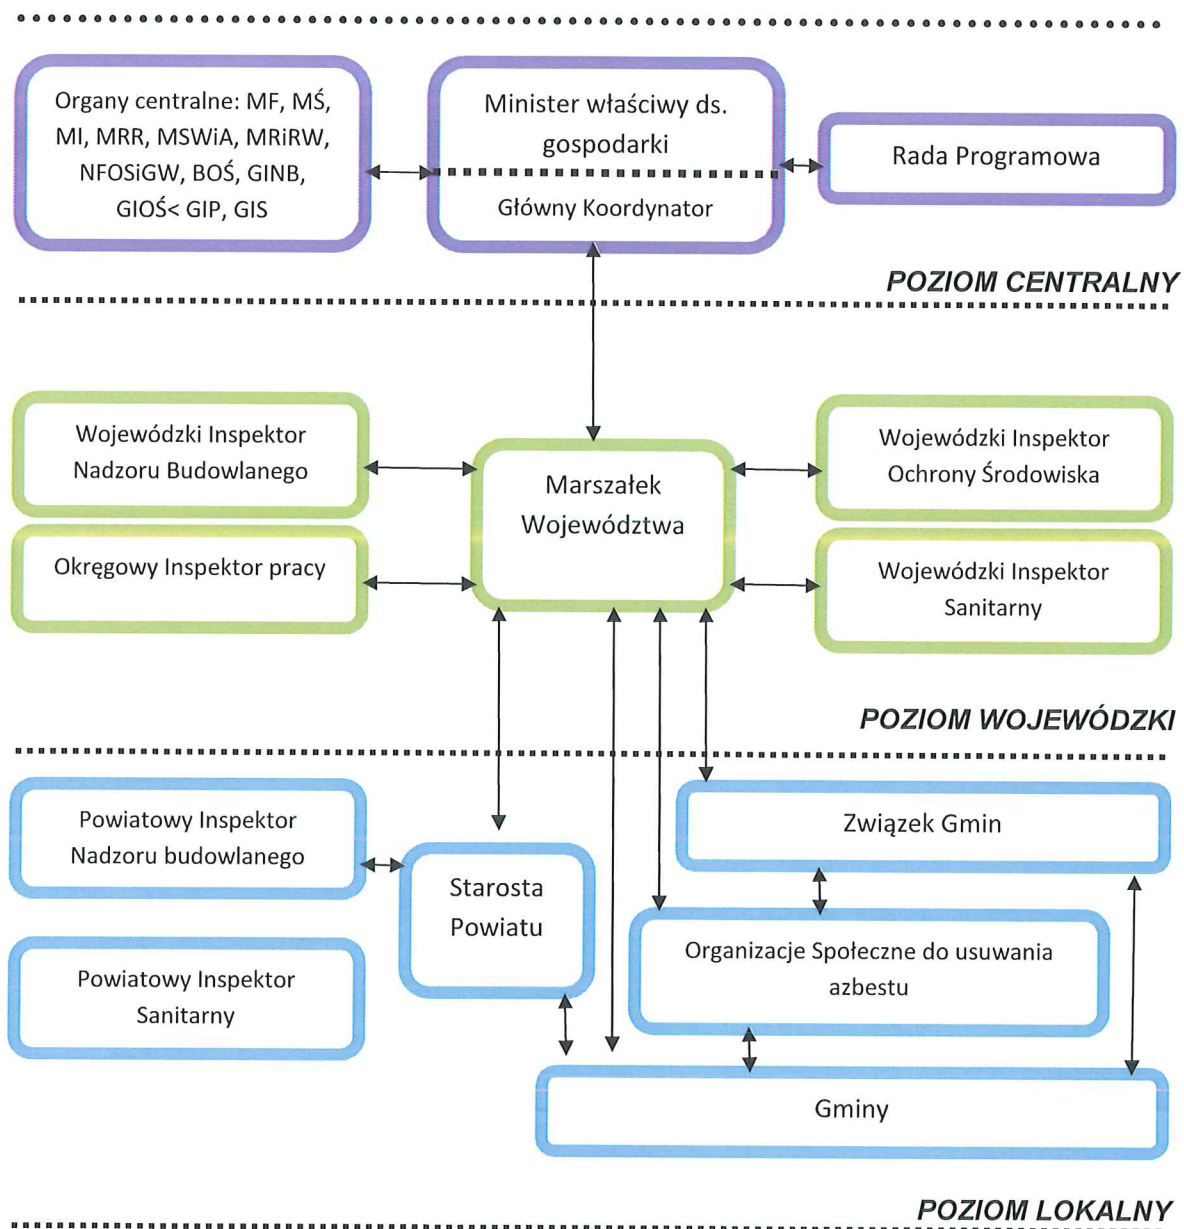 Organy centralne: MF, MŚ,
MI, MRR, MSWiA, MRiRW,
NFOSiGW, BOŚ, GINB,
GIOŚ< GIP, GIS
Minister właściwy ds.
gospodarki
Główny Koordynator
Rada Programowa
POZIOM CENTRALNY
Wojewódzki Inspektor
Nadzoru Budowlanego
Okręgowy Inspektor pracy
Marszałek
Województwa
Wojewódzki Inspektor
Ochrony Środowiska
Wojewódzki Inspektor
Sanitarny
POZIOM WOJEWÓDZKI
Powiatowy Inspektor
Nadzoru budowlanego
Powiatowy Inspektor
Sanitarny
Starosta
Powiatu
Związek Gmin
Organizacje Społeczne do usuwania
azbestu
Gminy
POZIOM LOKALNY